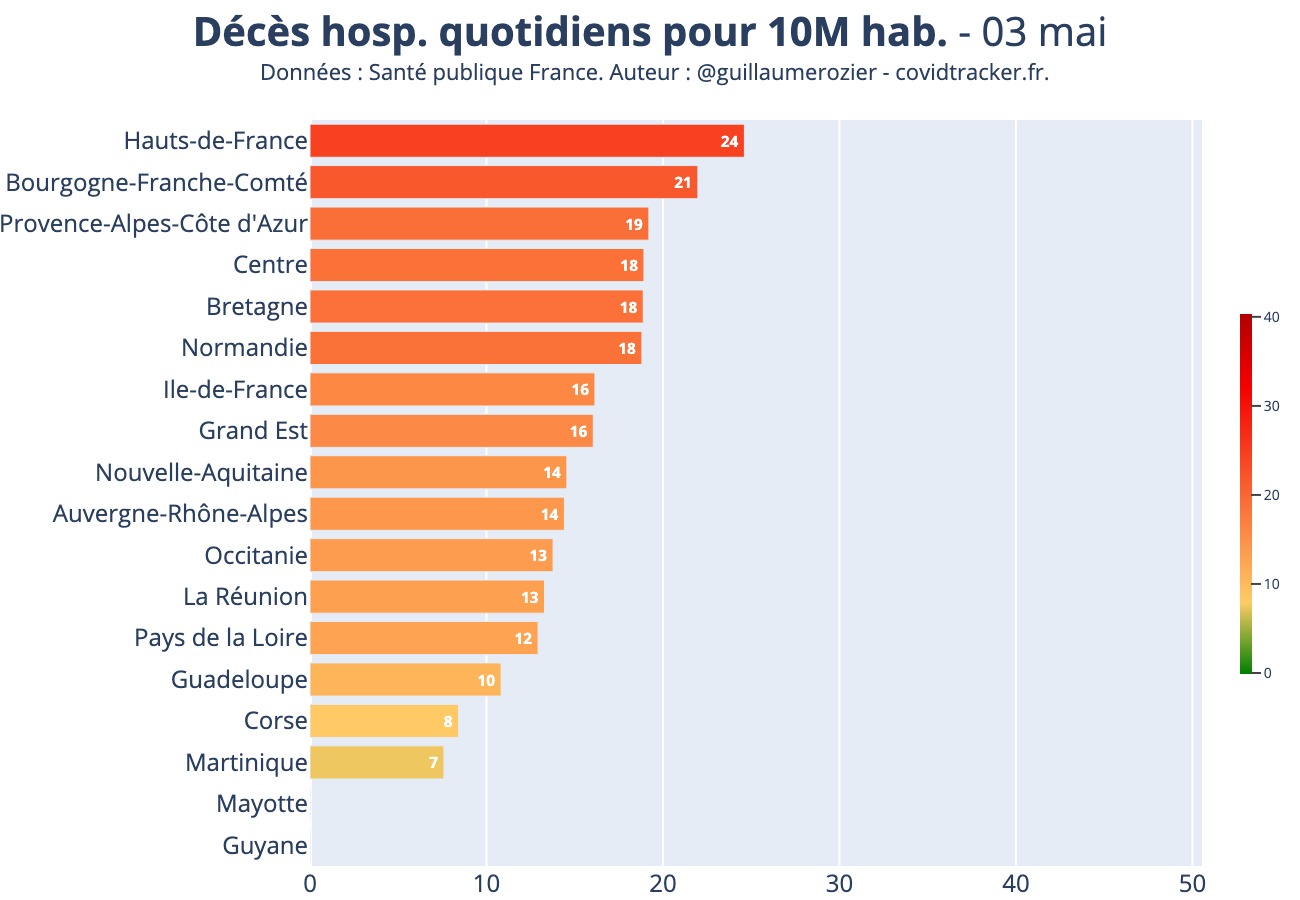 Décès hosp. quotidiens pour 10M hab. - 03 mai
Données : Santé publique France. Auteur : @guillaumerozier - covidtracker.fr.
Hauts-de-France 24
Bourgogne-Franche-Comté 21
Provence-Alpes-Côte d'Azur 19
Centre 18
Bretagne 18
Normandie 18
Ile-de-France 16
Grand Est 16
Nouvelle-Aquitaine 14
Auvergne-Rhône-Alpes 14
Occitanie 13
La Réunion 13
Pays de la Loire 12
Guadeloupe 10
Corse 8
Martinique 7
Mayotte
Guyane
0 10 20 30 40 50
40
30
20
10
0